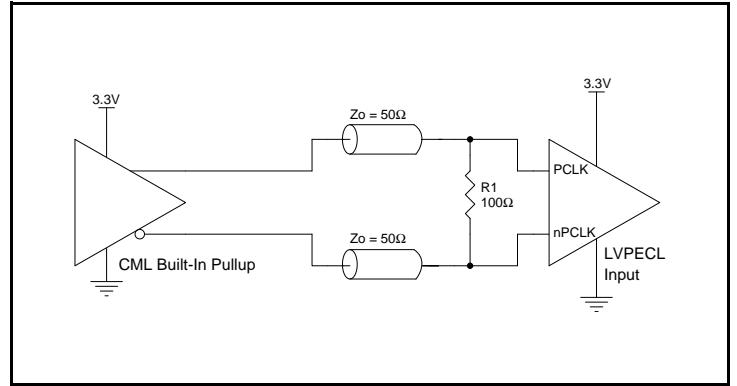 3.3V
3.3V
Zo = 50Ω
PCLK
R1
100Ω
nPCLK
Zo = 50Ω
CML Built-In Pullup
LVPECL
Input